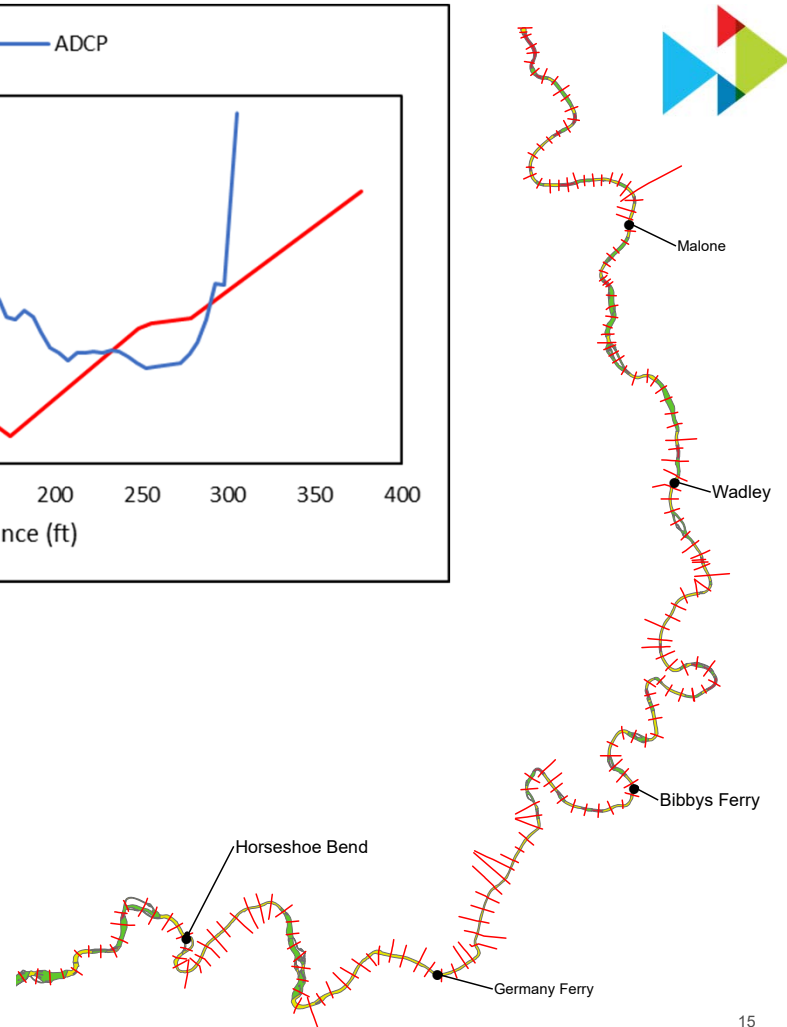 ADCP
200 250 300 350 400
nce (ft)
Malone
Wadley
Bibbys Ferry
Horseshoe Bend
Germany Ferry
15